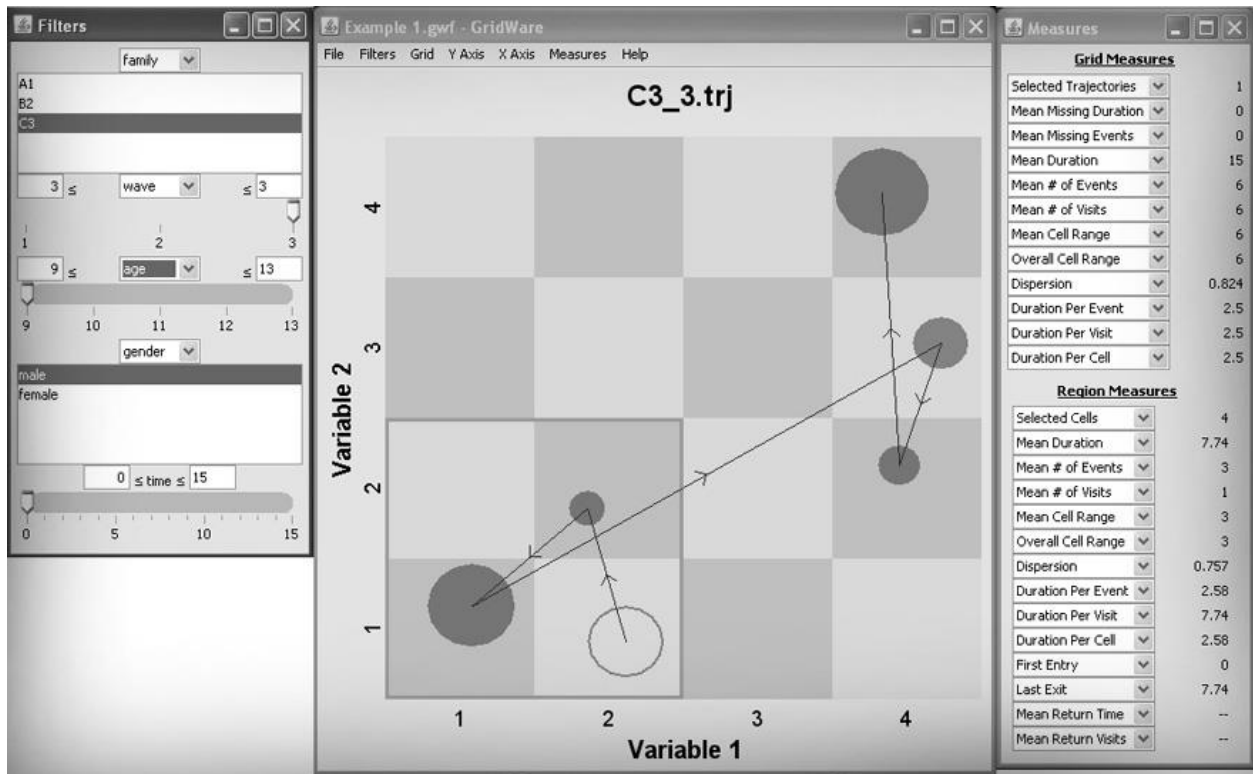 Filters
family
A1
B2
C3
3 ≤ wave ≤ 3
1 2 3
9 ≤ age ≤ 13
9 10 11 12 13
gender
male
female
0 ≤ time ≤ 15
0 5 10 15
Example 1.gwf - GridWare
File Filters Grid Y Axis X Axis Measures Help
C3_3.trj
Variable 2
4
3
2
1
1 2 3 4
Variable 1
Measures
Grid Measures
Selected Trajectories 1
Mean Missing Duration 0
Mean Missing Events 0
Mean Duration 15
Mean # of Events 6
Mean # of Visits 6
Mean Cell Range 6
Overall Cell Range 6
Dispersion 0.824
Duration Per Event 2.5
Duration Per Visit 2.5
Duration Per Cell 2.5
Region Measures
Selected Cells 4
Mean Duration 7.74
Mean # of Events 3
Mean # of Visits 1
Mean Cell Range 3
Overall Cell Range 3
Dispersion 0.757
Duration Per Event 2.58
Duration Per Visit 7.74
Duration Per Cell 2.58
First Entry 0
Last Exit 7.74
Mean Return Time --
Mean Return Visits --